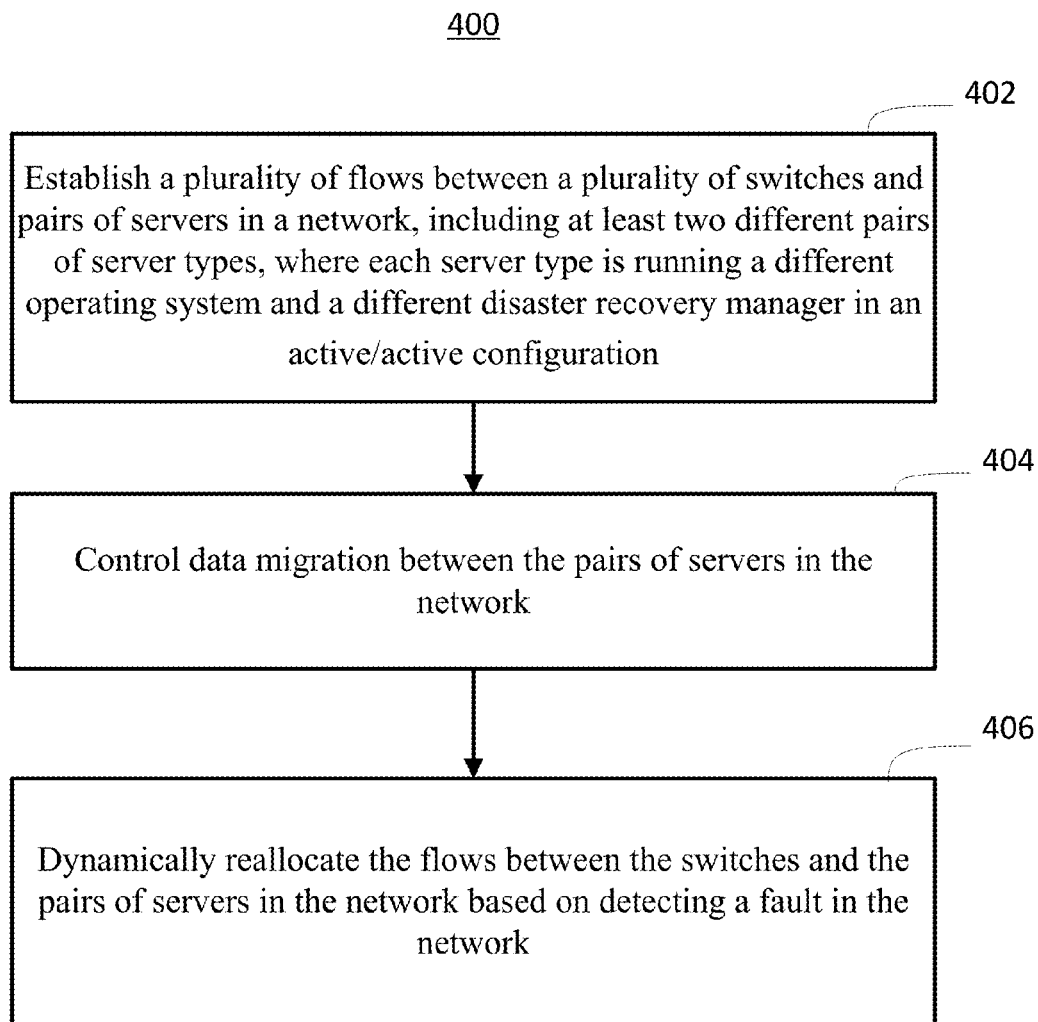 400
402
Establish a plurality of flows between a plurality of switches and
pairs of servers in a network, including at least two different pairs
of server types, where each server type is running a different
operating system and a different disaster recovery manager in an
active/active configuration
404
Control data migration between the pairs of servers in the
network
406
Dynamically reallocate the flows between the switches and the
pairs of servers in the network based on detecting a fault in the
network